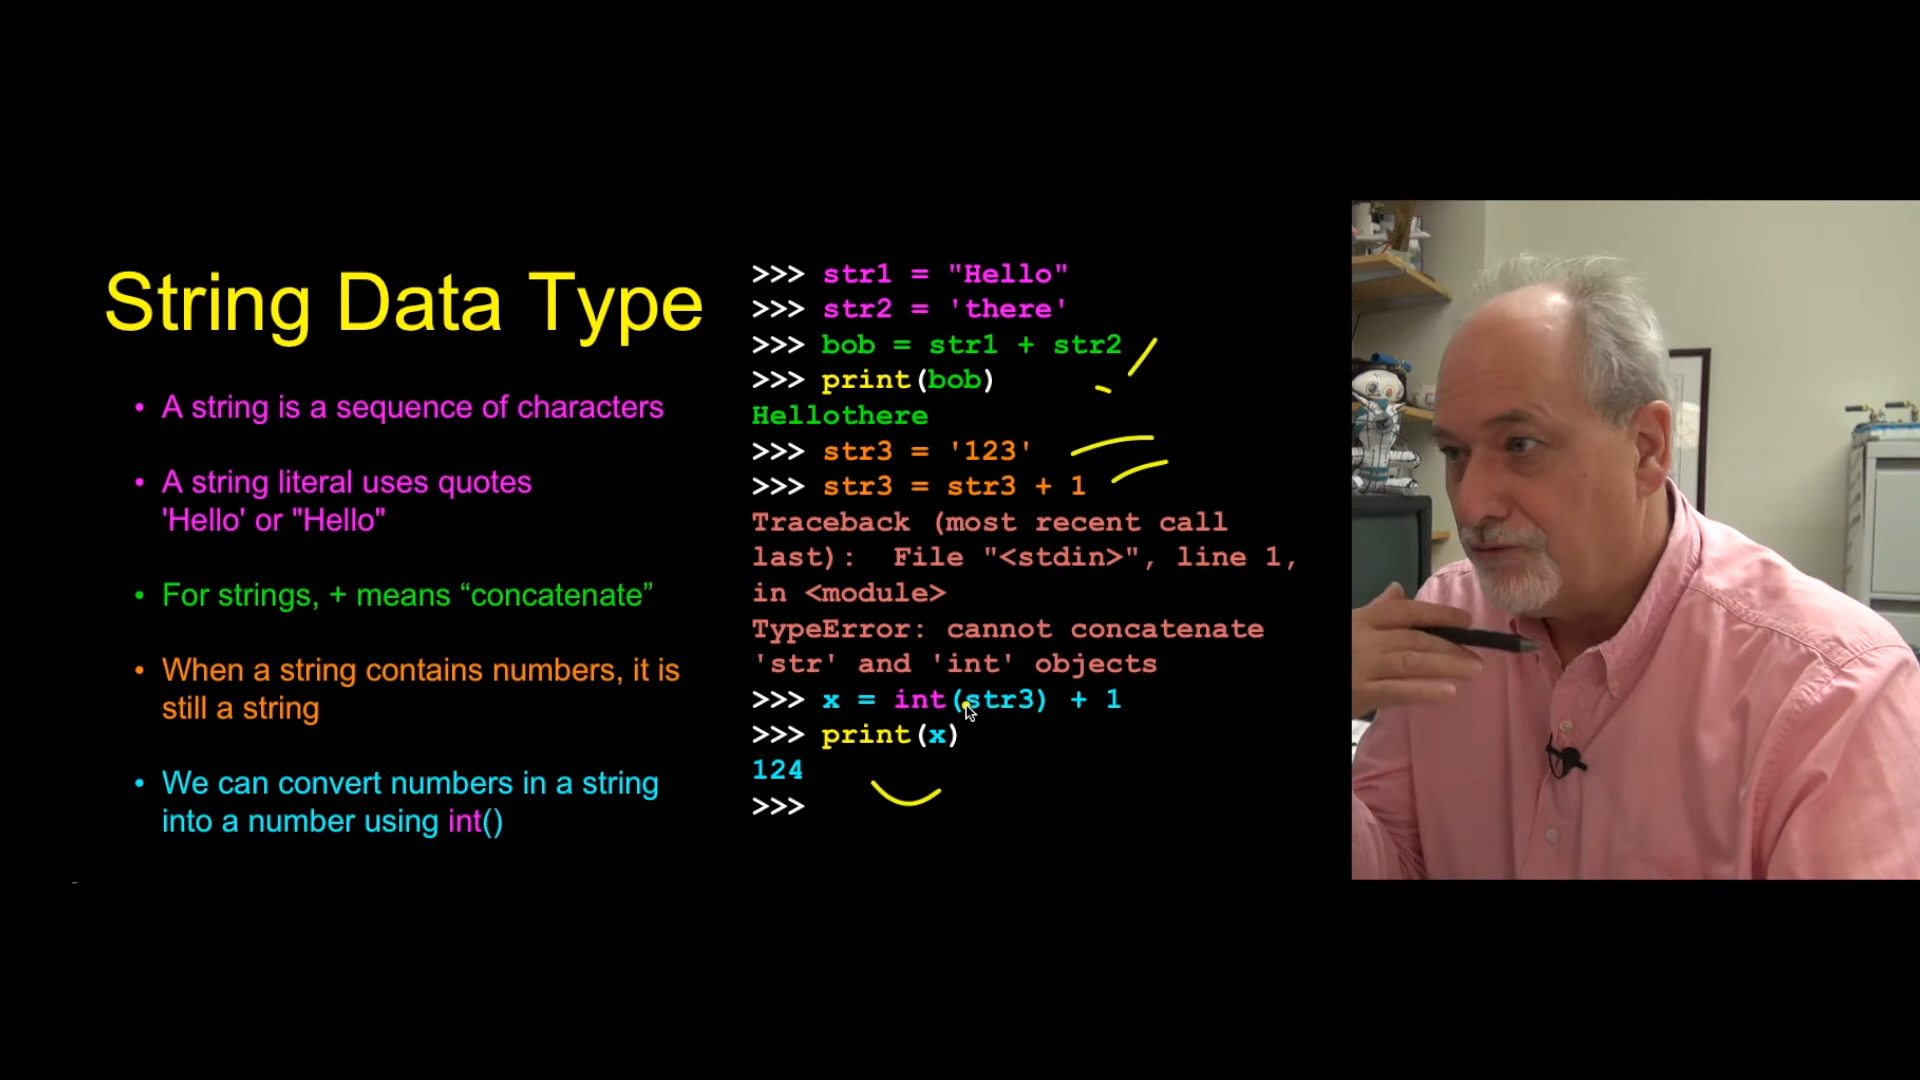 String Data Type
• A string is a sequence of characters
• A string literal uses quotes
'Hello' or "Hello"
• For strings, + means “concatenate”
• When a string contains numbers, it is
still a string
• We can convert numbers in a string
into a number using int()
>>> str1 = "Hello"
>>> str2 = 'there'
>>> bob = str1 + str2
>>> print(bob)
Hellothere
>>> str3 = '123'
>>> str3 = str3 + 1
Traceback (most recent call
last):  File "<stdin>", line 1,
in <module>
TypeError: cannot concatenate
'str' and 'int' objects
>>> x = int(str3) + 1
>>> print(x)
124
>>>